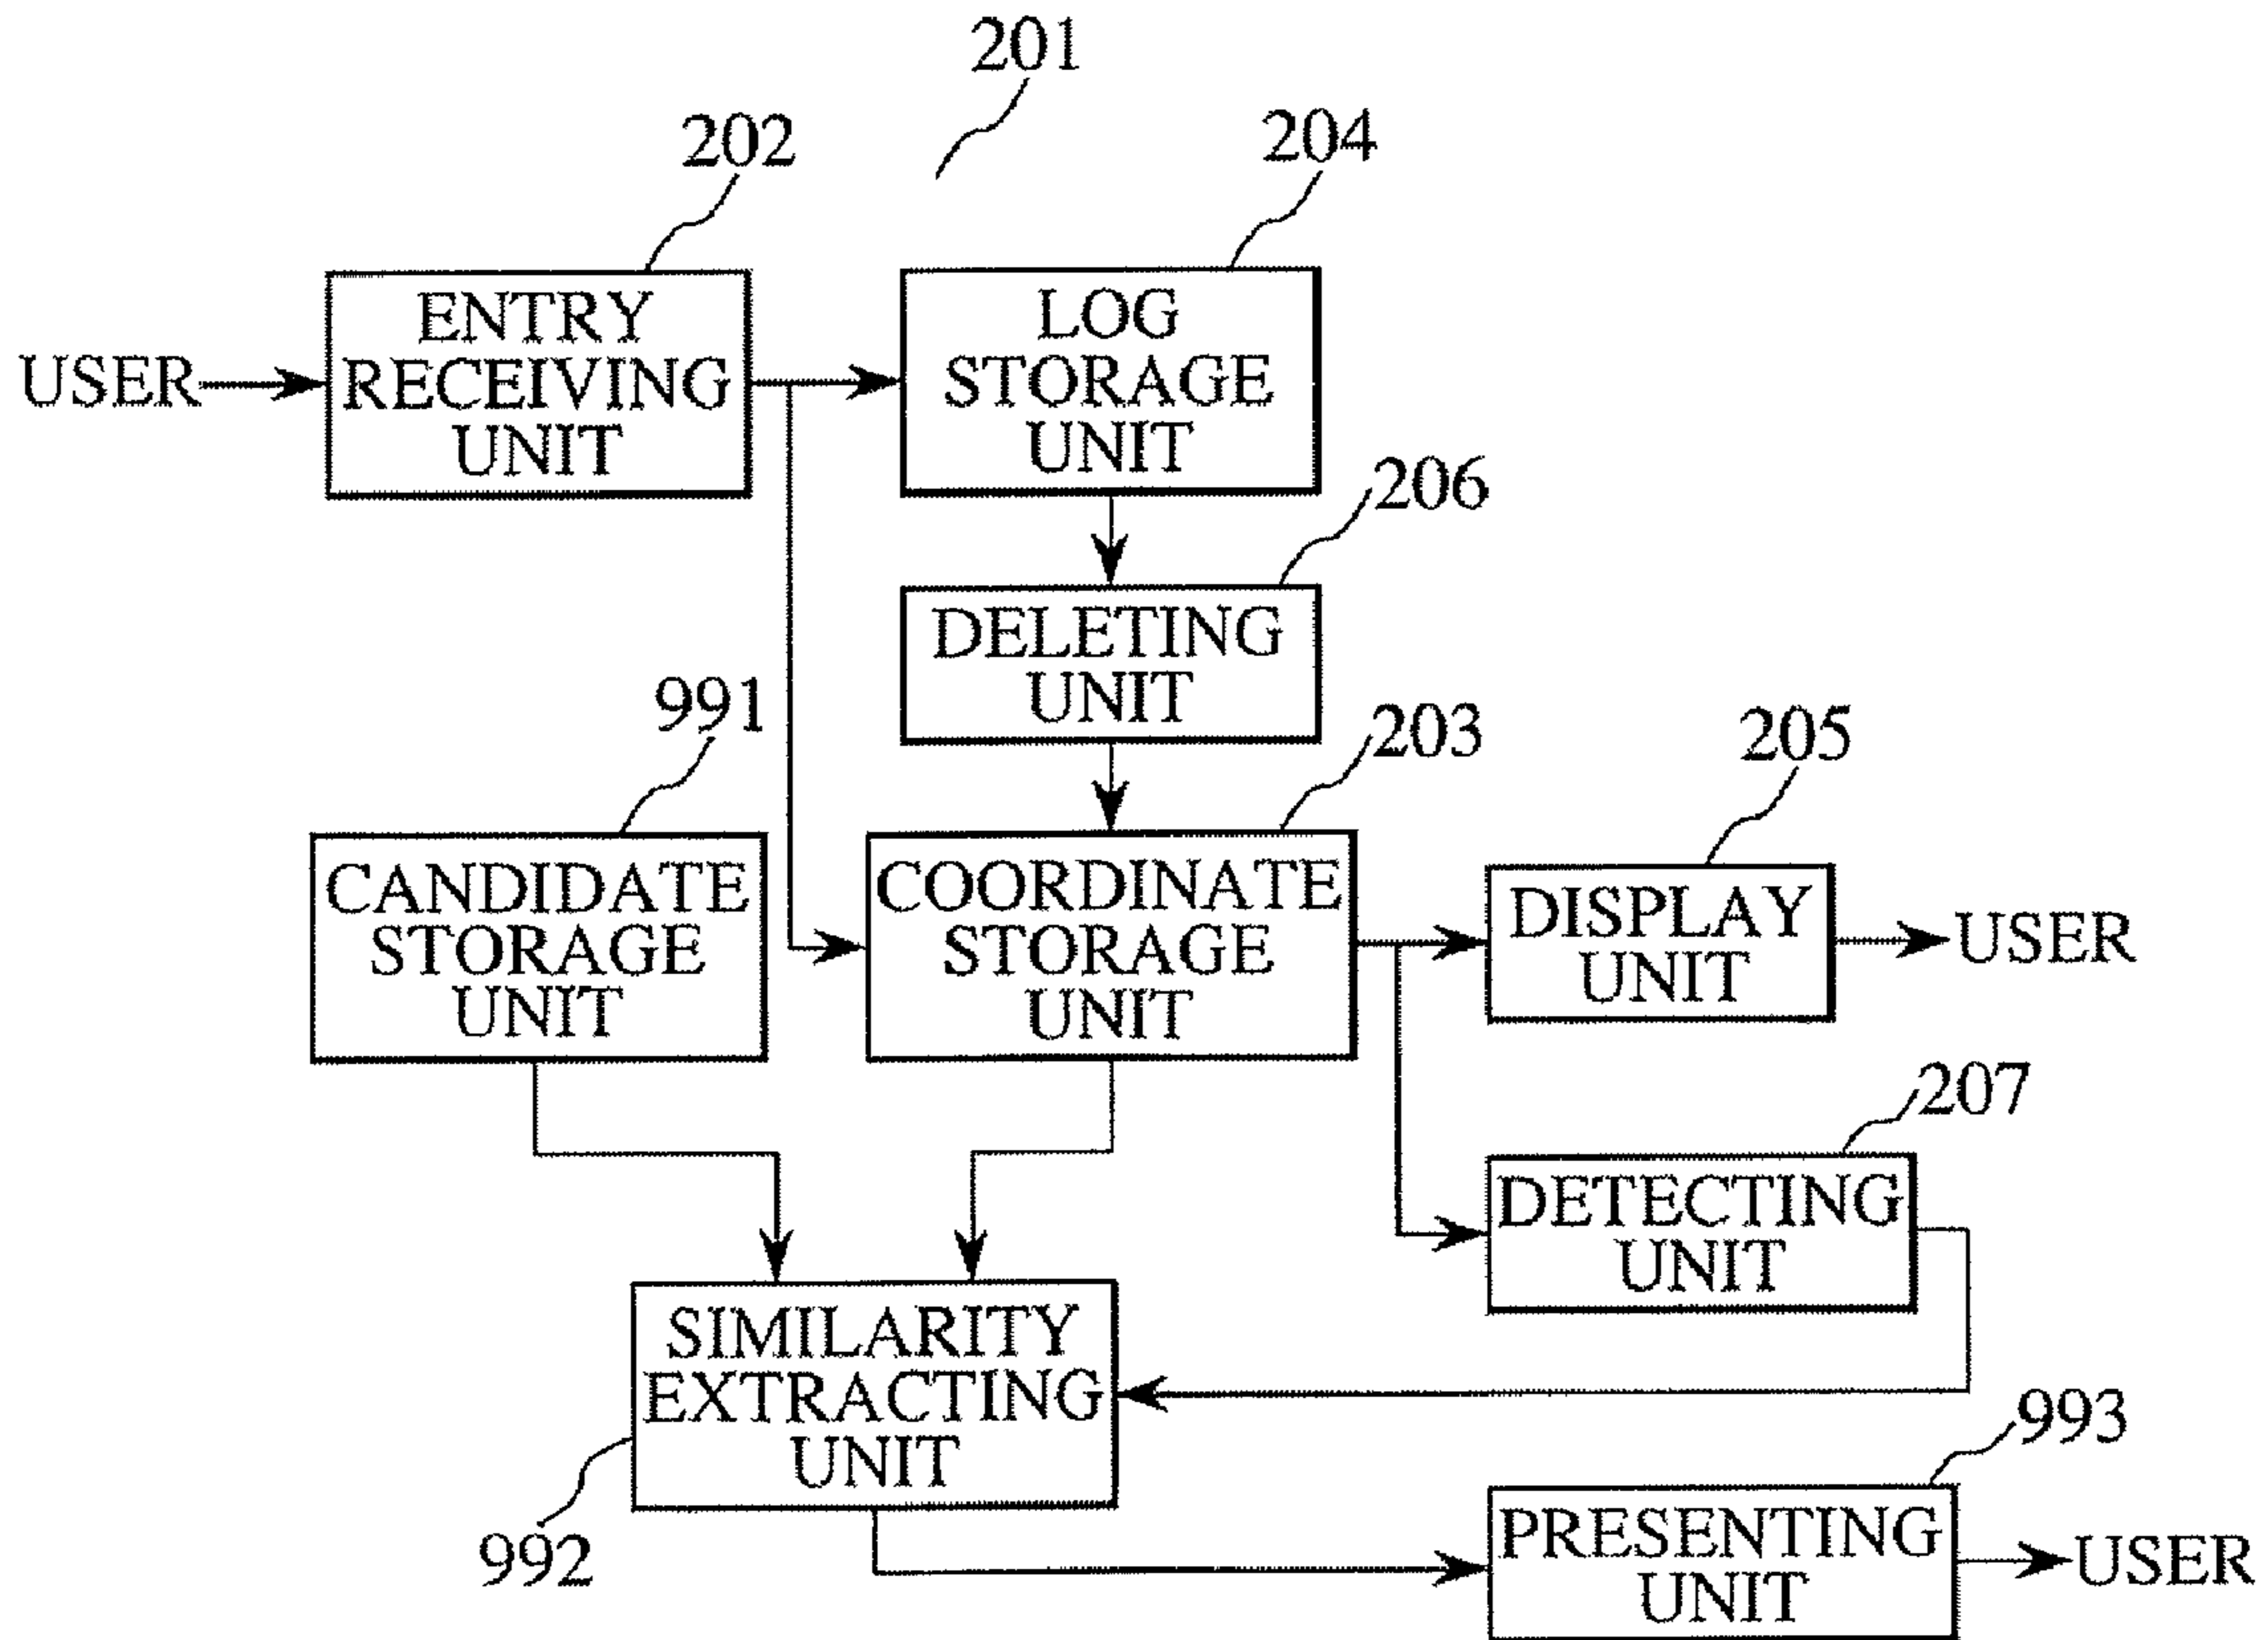 201
202
204
USER
ENTRY
RECEIVING
UNIT
LOG
STORAGE
UNIT
206
DELETING
UNIT
991
203
205
CANDIDATE
STORAGE
UNIT
COORDINATE
STORAGE
UNIT
DISPLAY
UNIT
USER
207
DETECTING
UNIT
SIMILARITY
EXTRACTING
UNIT
992
993
PRESENTING
UNIT
USER